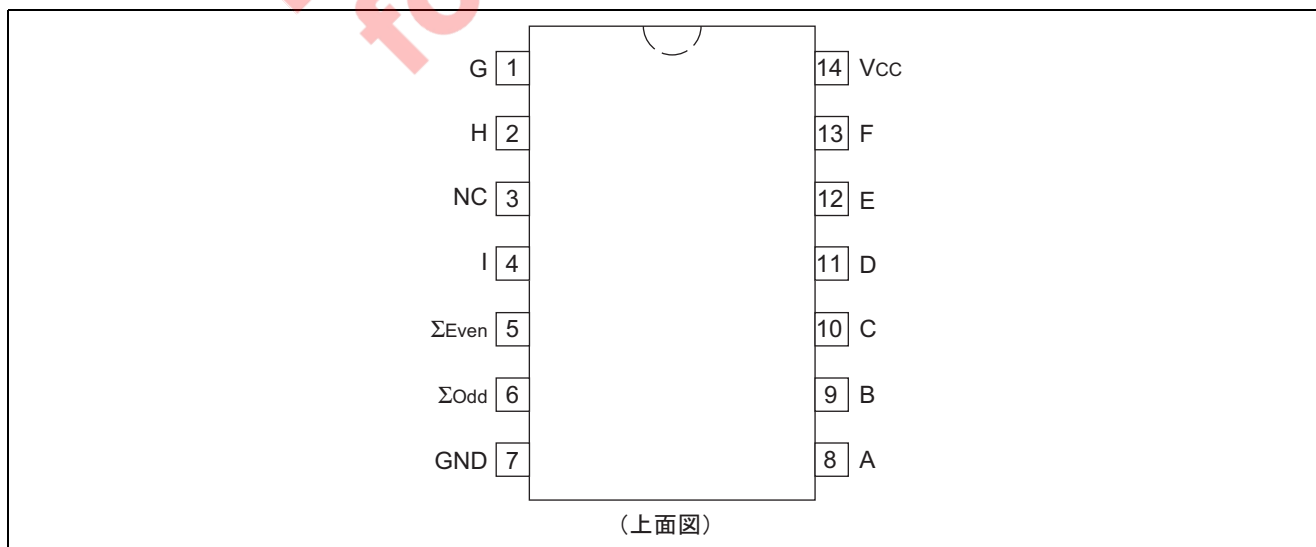 fo
G 1
H 2
NC 3
I 4
ΣEven 5
ΣOdd 6
GND 7
14 Vcc
13 F
12 E
11 D
10 C
9 B
8 A
(上面図)